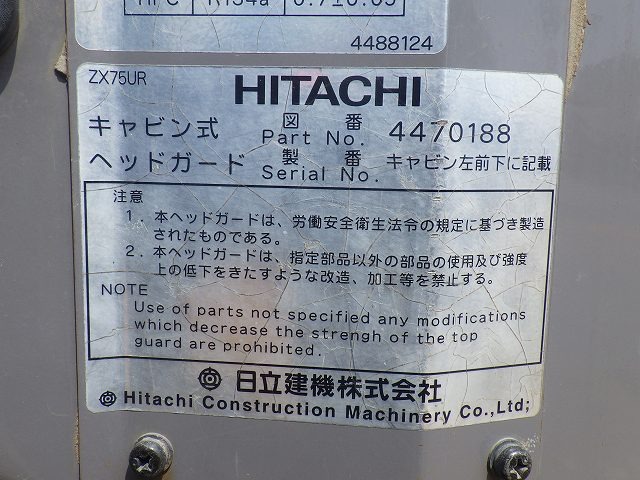 HFC R134a 0.7±0.05
4488124
ZX75UR
HITACHI
キャビン式 図番 Part No. 4470188
ヘッドガード 製番 Serial No. キャビン左前下に記載
注意
1. 本ヘッドガードは、労働安全衛生法令の規定に基づき製造
されたものである。
2. 本ヘッドガードは、指定部品以外の部品の使用及び強度
上の低下をきたすような改造、加工等を禁止する。
NOTE
Use of parts not specified any modifications
which decrease the strengh of the top
guard are prohibited.
日立建機株式会社
Hitachi Construction Machinery Co.,Ltd;